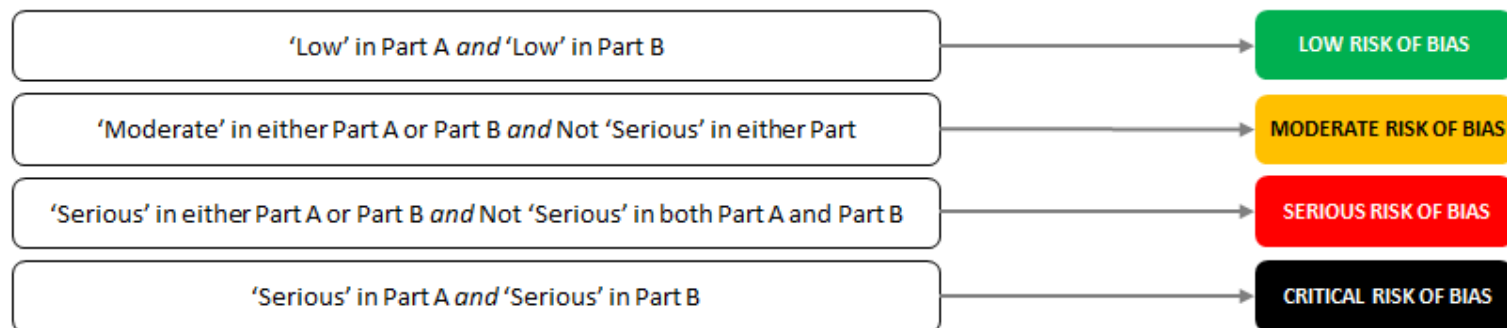 ‘Low’ in Part A and ‘Low’ in Part B
LOW RISK OF BIAS
‘Moderate’ in either Part A or Part B and Not ‘Serious’ in either Part
MODERATE RISK OF BIAS
‘Serious’ in either Part A or Part B and Not ‘Serious’ in both Part A and Part B
SERIOUS RISK OF BIAS
‘Serious’ in Part A and ‘Serious’ in Part B
CRITICAL RISK OF BIAS